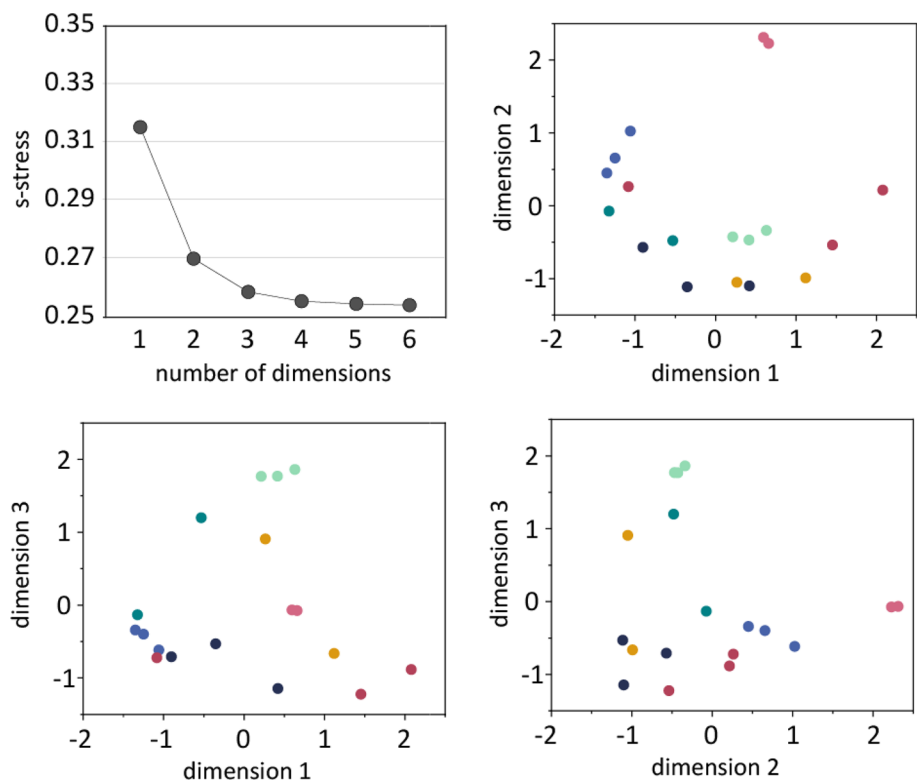 0.35
0.33
0.31
0.29
0.27
0.25
s-stress
1 2 3 4 5 6
number of dimensions
2
1
0
-1
dimension 2
-2 -1 0 1 2
dimension 1
2
1
0
-1
dimension 3
-2 -1 0 1 2
dimension 1
2
1
0
-1
dimension 3
-2 -1 0 1 2
dimension 2